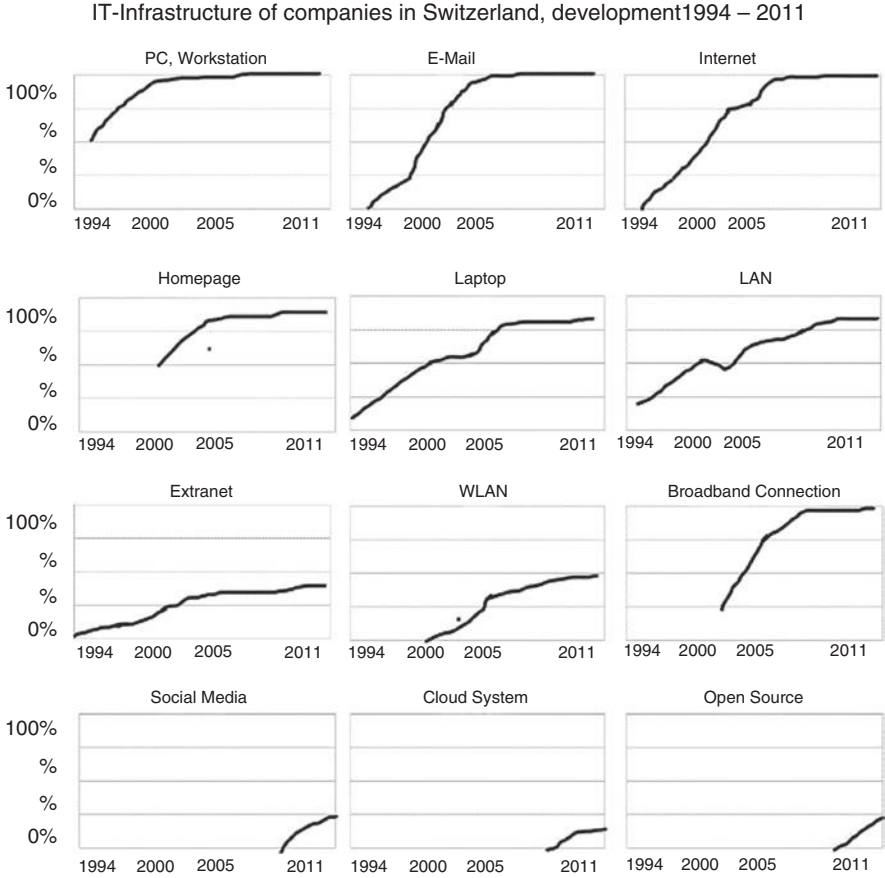 IT-Infrastructure of companies in Switzerland, development1994 – 2011
PC, Workstation
E-Mail
Internet
100%
%
%
0%
1994 2000 2005 2011
1994 2000 2005 2011
1994 2000 2005 2011
Homepage
Laptop
LAN
100%
%
%
0%
1994 2000 2005 2011
1994 2000 2005 2011
1994 2000 2005 2011
Extranet
WLAN
Broadband Connection
100%
%
%
0%
1994 2000 2005 2011
1994 2000 2005 2011
1994 2000 2005 2011
Social Media
Cloud System
Open Source
100%
%
%
0%
1994 2000 2005 2011
1994 2000 2005 2011
1994 2000 2005 2011